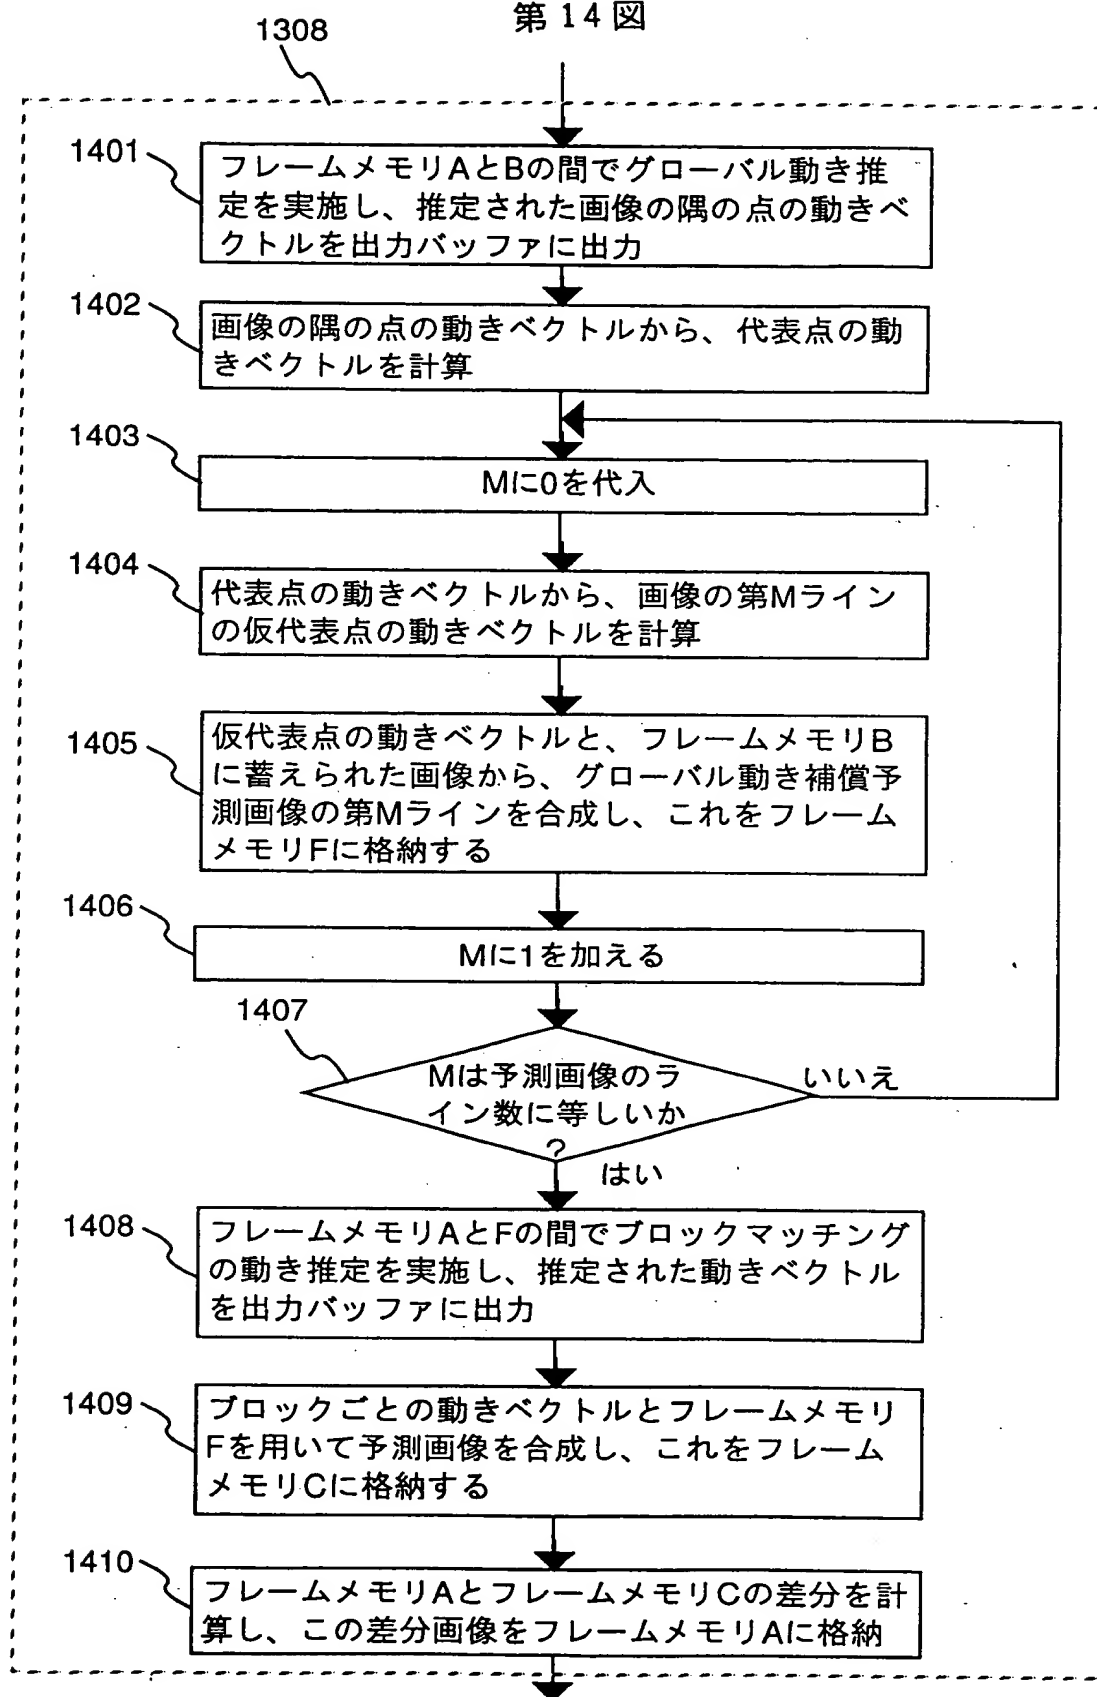 第14図
1308
1401
フレームメモリAとBの間でグローバル動き推
定を実施し、推定された画像の隅の点の動きベ
クトルを出力バッファに出力
1402
画像の隅の点の動きベクトルから、代表点の動
きベクトルを計算
1403
Mに0を代入
1404
代表点の動きベクトルから、画像の第Mライン
の仮代表点の動きベクトルを計算
1405
仮代表点の動きベクトルと、フレームメモリB
に蓄えられた画像から、グローバル動き補償予
測画像の第Mラインを合成し、これをフレーム
メモリFに格納する
1406
Mに1を加える
1407
Mは予測画像のラ
イン数に等しいか
?
いいえ
はい
1408
フレームメモリAとFの間でブロックマッチング
の動き推定を実施し、推定された動きベクトル
を出力バッファに出力
1409
ブロックごとの動きベクトルとフレームメモリ
Fを用いて予測画像を合成し、これをフレーム
メモリCに格納する
1410
フレームメモリAとフレームメモリCの差分を計
算し、この差分画像をフレームメモリAに格納